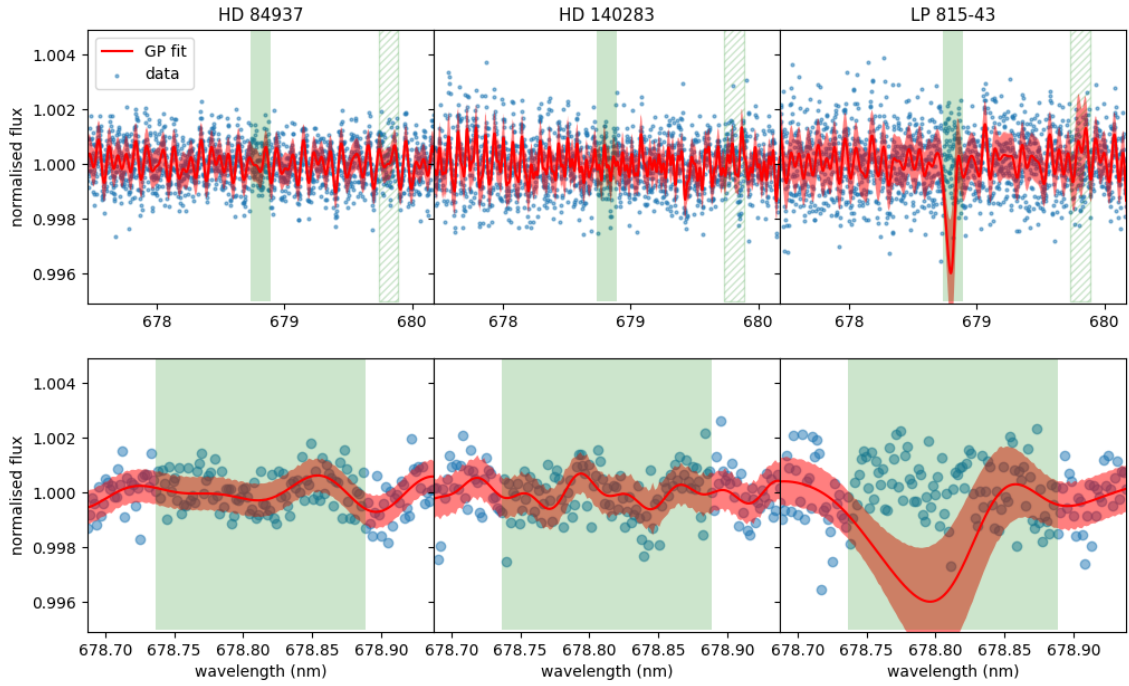 HD 84937 HD 140283 LP 815-43
GP fit
data
normalised flux
1.004
1.002
1.000
0.998
0.996
678 679 680 678 679 680 678 679 680
normalised flux
1.004
1.002
1.000
0.998
0.996
678.70 678.75 678.80 678.85 678.90 678.70 678.75 678.80 678.85 678.90 678.70 678.75 678.80 678.85 678.90
wavelength (nm) wavelength (nm) wavelength (nm)